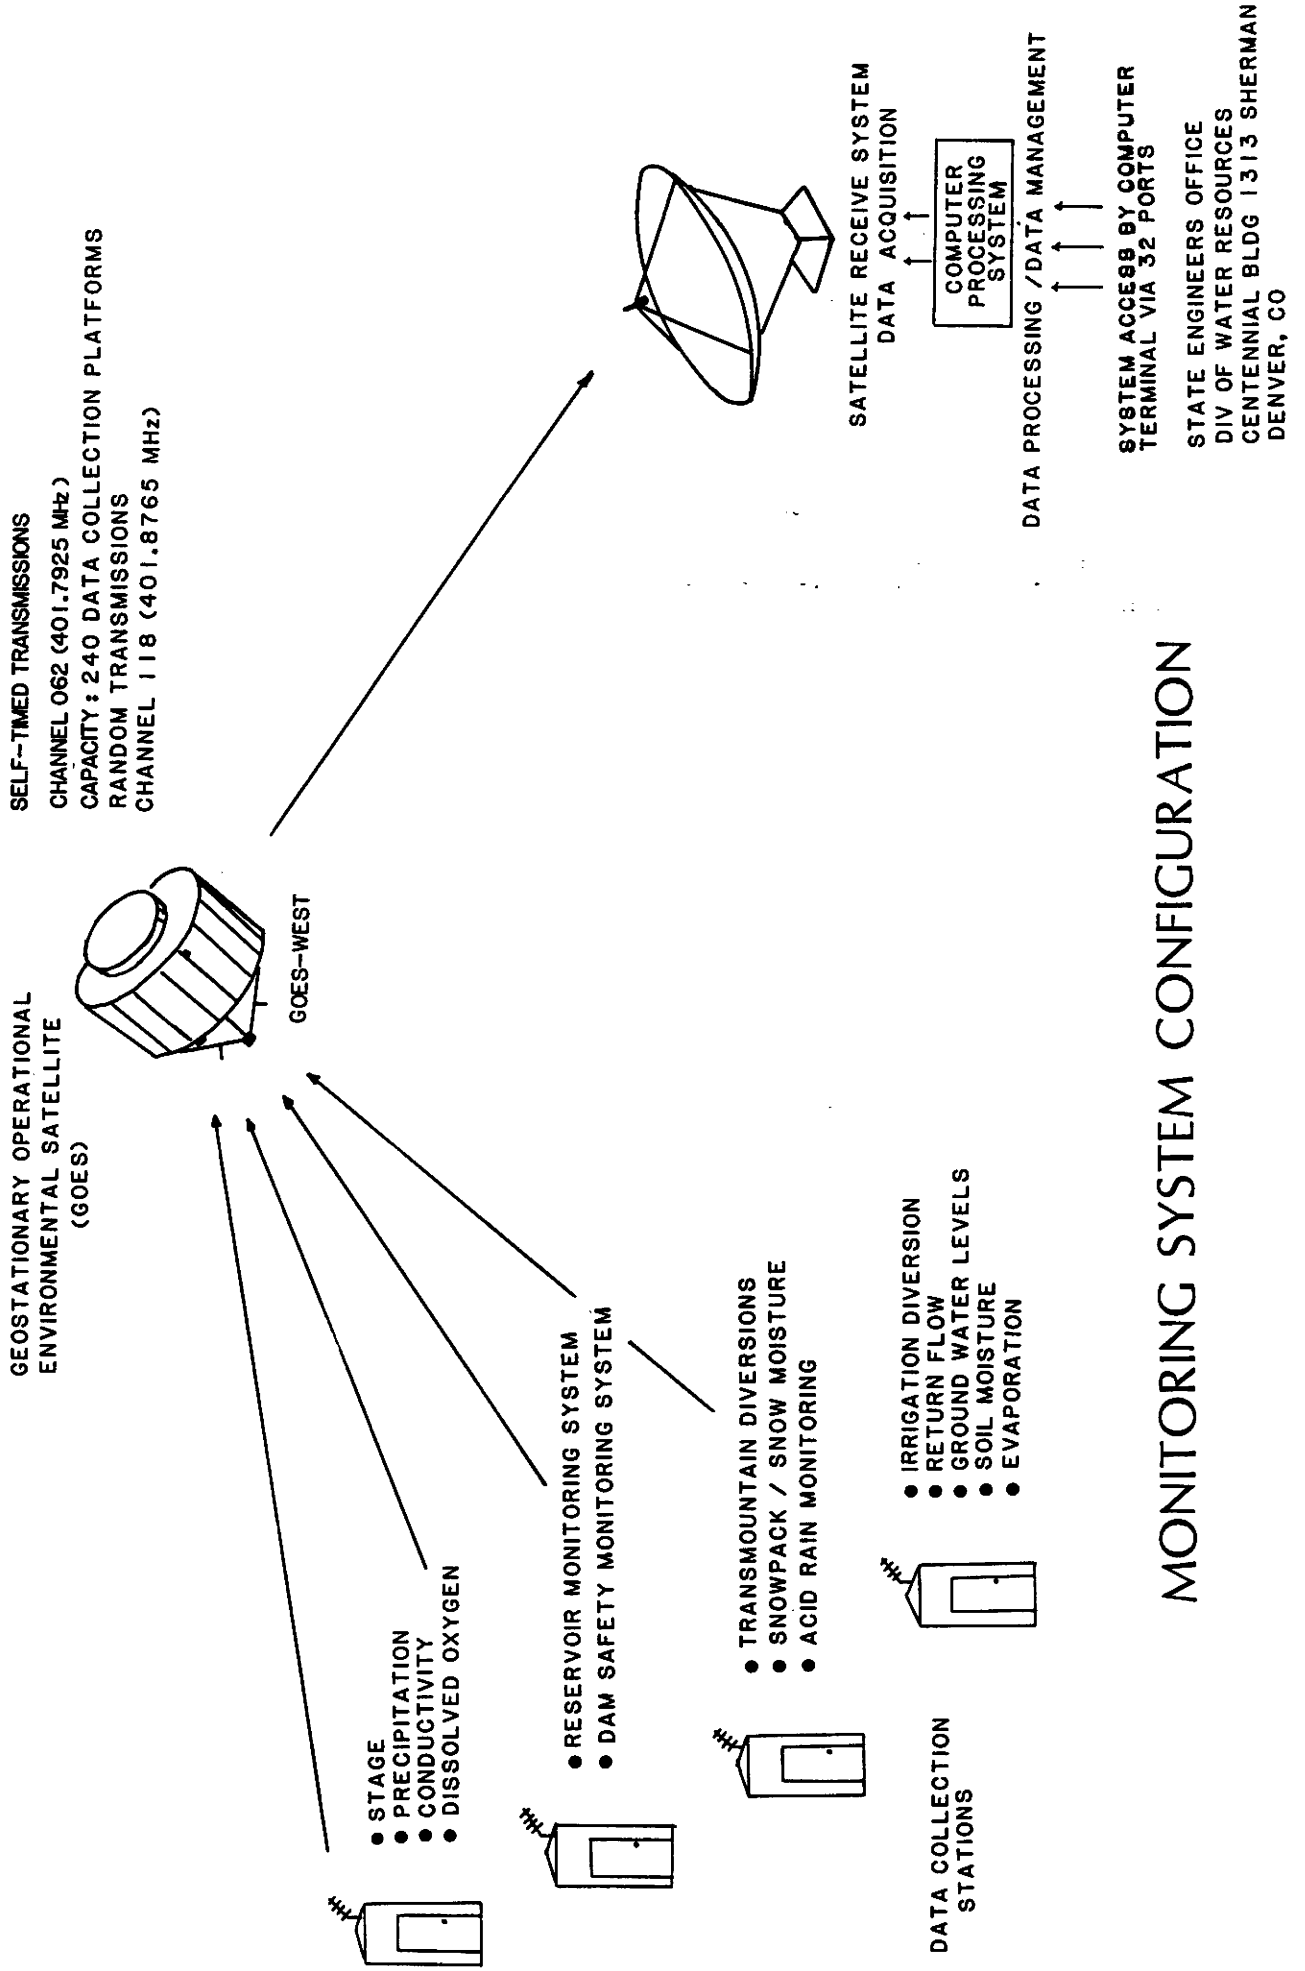 GEOSTATIONARY OPERATIONAL
ENVIRONMENTAL SATELLITE
(GOES)
SELF-TIMED TRANSMISSIONS
CHANNEL 062 (401.7925 MHz)
CAPACITY: 240 DATA COLLECTION PLATFORMS
RANDOM TRANSMISSIONS
CHANNEL 118 (401.8765 MHz)
GOES-WEST
● STAGE
● PRECIPITATION
● CONDUCTIVITY
● DISSOLVED OXYGEN
● RESERVOIR MONITORING SYSTEM
● DAM SAFETY MONITORING SYSTEM
● TRANSMOUNTAIN DIVERSIONS
● SNOWPACK / SNOW MOISTURE
● ACID RAIN MONITORING
● IRRIGATION DIVERSION
● RETURN FLOW
● GROUND WATER LEVELS
● SOIL MOISTURE
● EVAPORATION
DATA COLLECTION
STATIONS
SATELLITE RECEIVE SYSTEM
DATA ACQUISITION
COMPUTER
PROCESSING
SYSTEM
DATA PROCESSING /DATA MANAGEMENT
SYSTEM ACCESS BY COMPUTER
TERMINAL VIA 32 PORTS
STATE ENGINEERS OFFICE
DIV OF WATER RESOURCES
CENTENNIAL BLDG 1313 SHERMAN
DENVER, CO
MONITORING SYSTEM CONFIGURATION